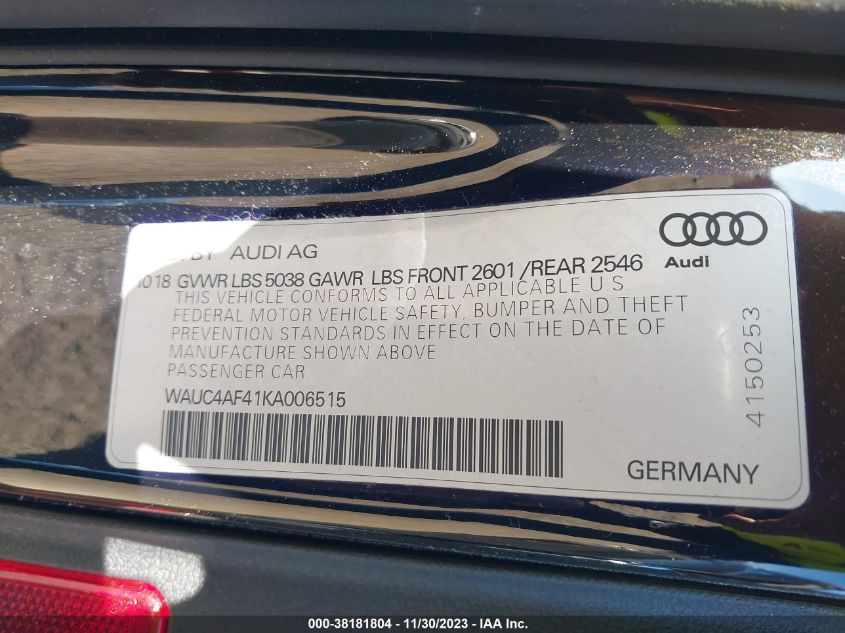 BY AUDI AG
Audi
1018 GVWR LBS 5038 GAWR LBS FRONT 2601 /REAR 2546
THIS VEHICLE CONFORMS TO ALL APPLICABLE U.S.
FEDERAL MOTOR VEHICLE SAFETY, BUMPER AND THEFT
PREVENTION STANDARDS IN EFFECT ON THE DATE OF
MANUFACTURE SHOWN ABOVE
PASSENGER CAR
WAUC4AF41KA006515
4150253
GERMANY
000-38181804 - 11/30/2023 - IAA Inc.